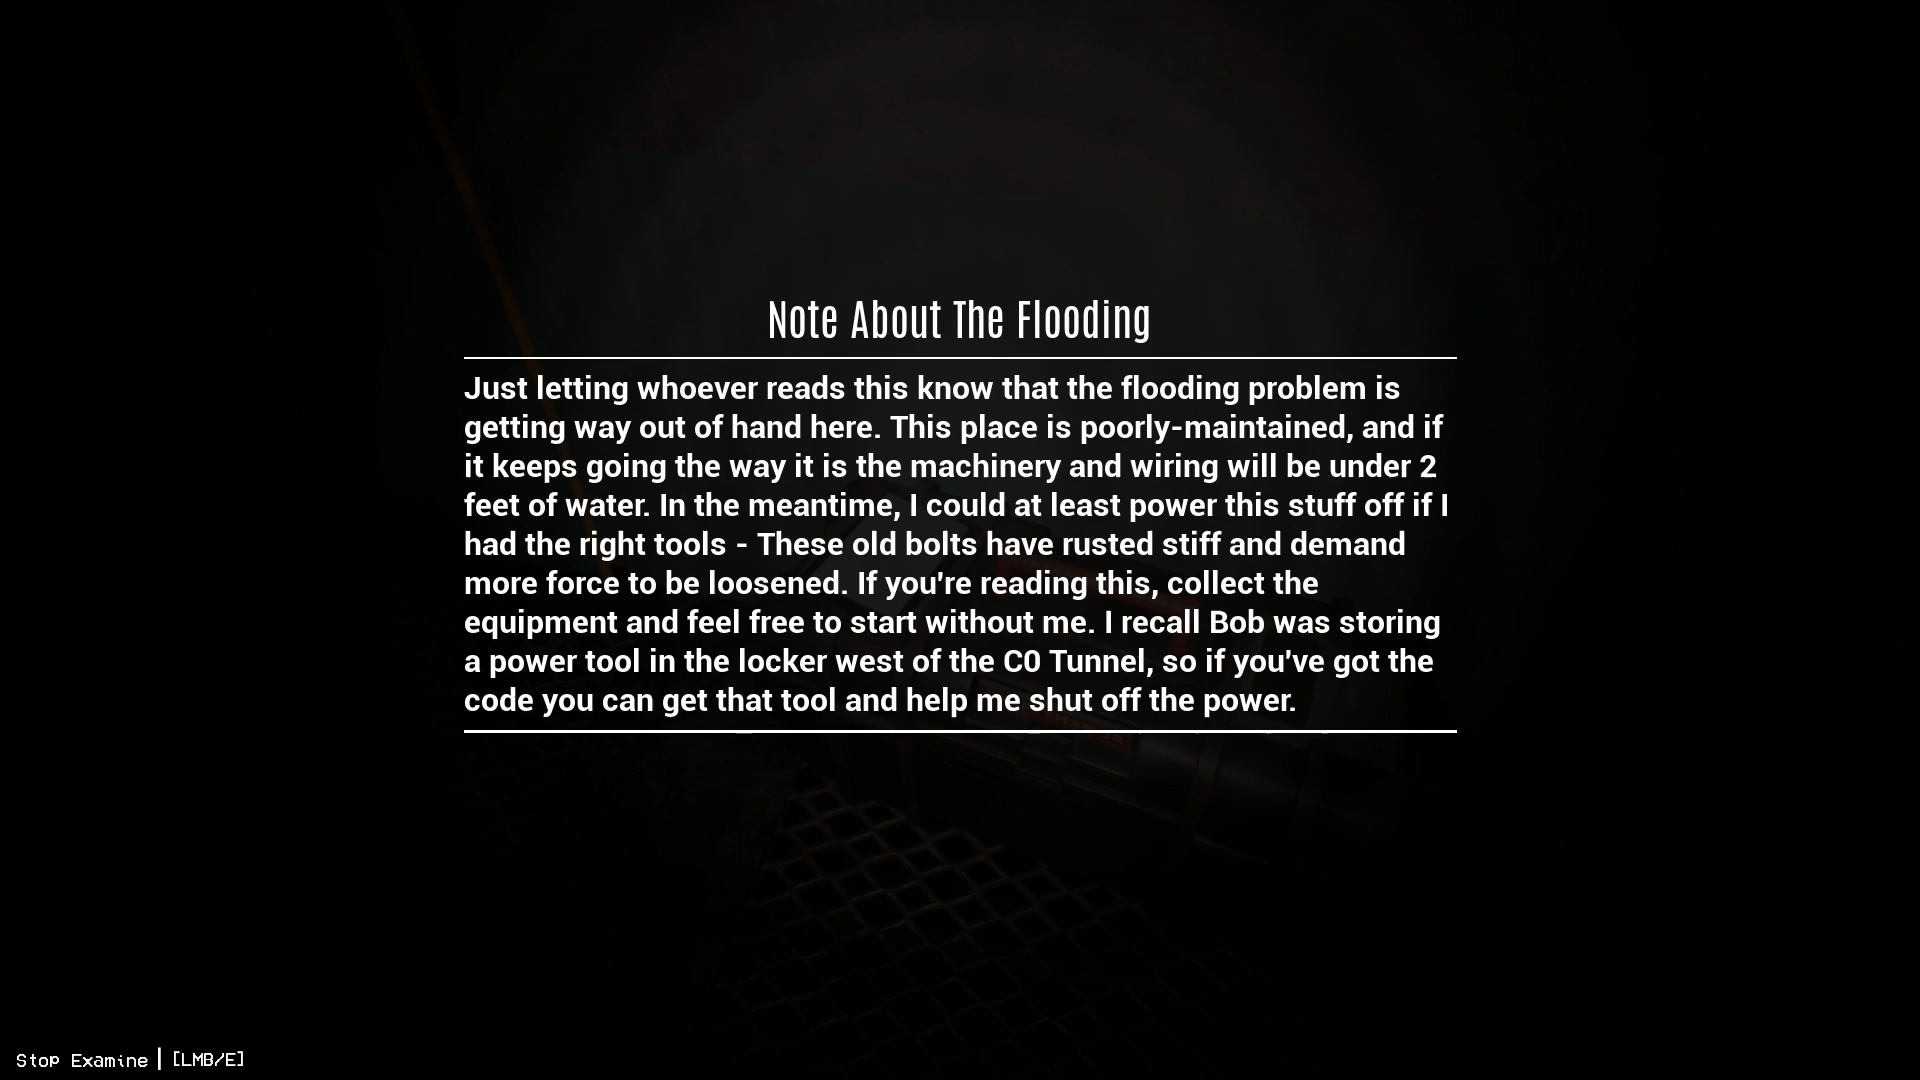 Note About The Flooding
Just letting whoever reads this know that the flooding problem is
getting way out of hand here. This place is poorly-maintained, and if
it keeps going the way it is the machinery and wiring will be under 2
feet of water. In the meantime, I could at least power this stuff off if I
had the right tools - These old bolts have rusted stiff and demand
more force to be loosened. If you're reading this, collect the
equipment and feel free to start without me. I recall Bob was storing
a power tool in the locker west of the C0 Tunnel, so if you've got the
code you can get that tool and help me shut off the power.
Stop Examine | [LMB/E]